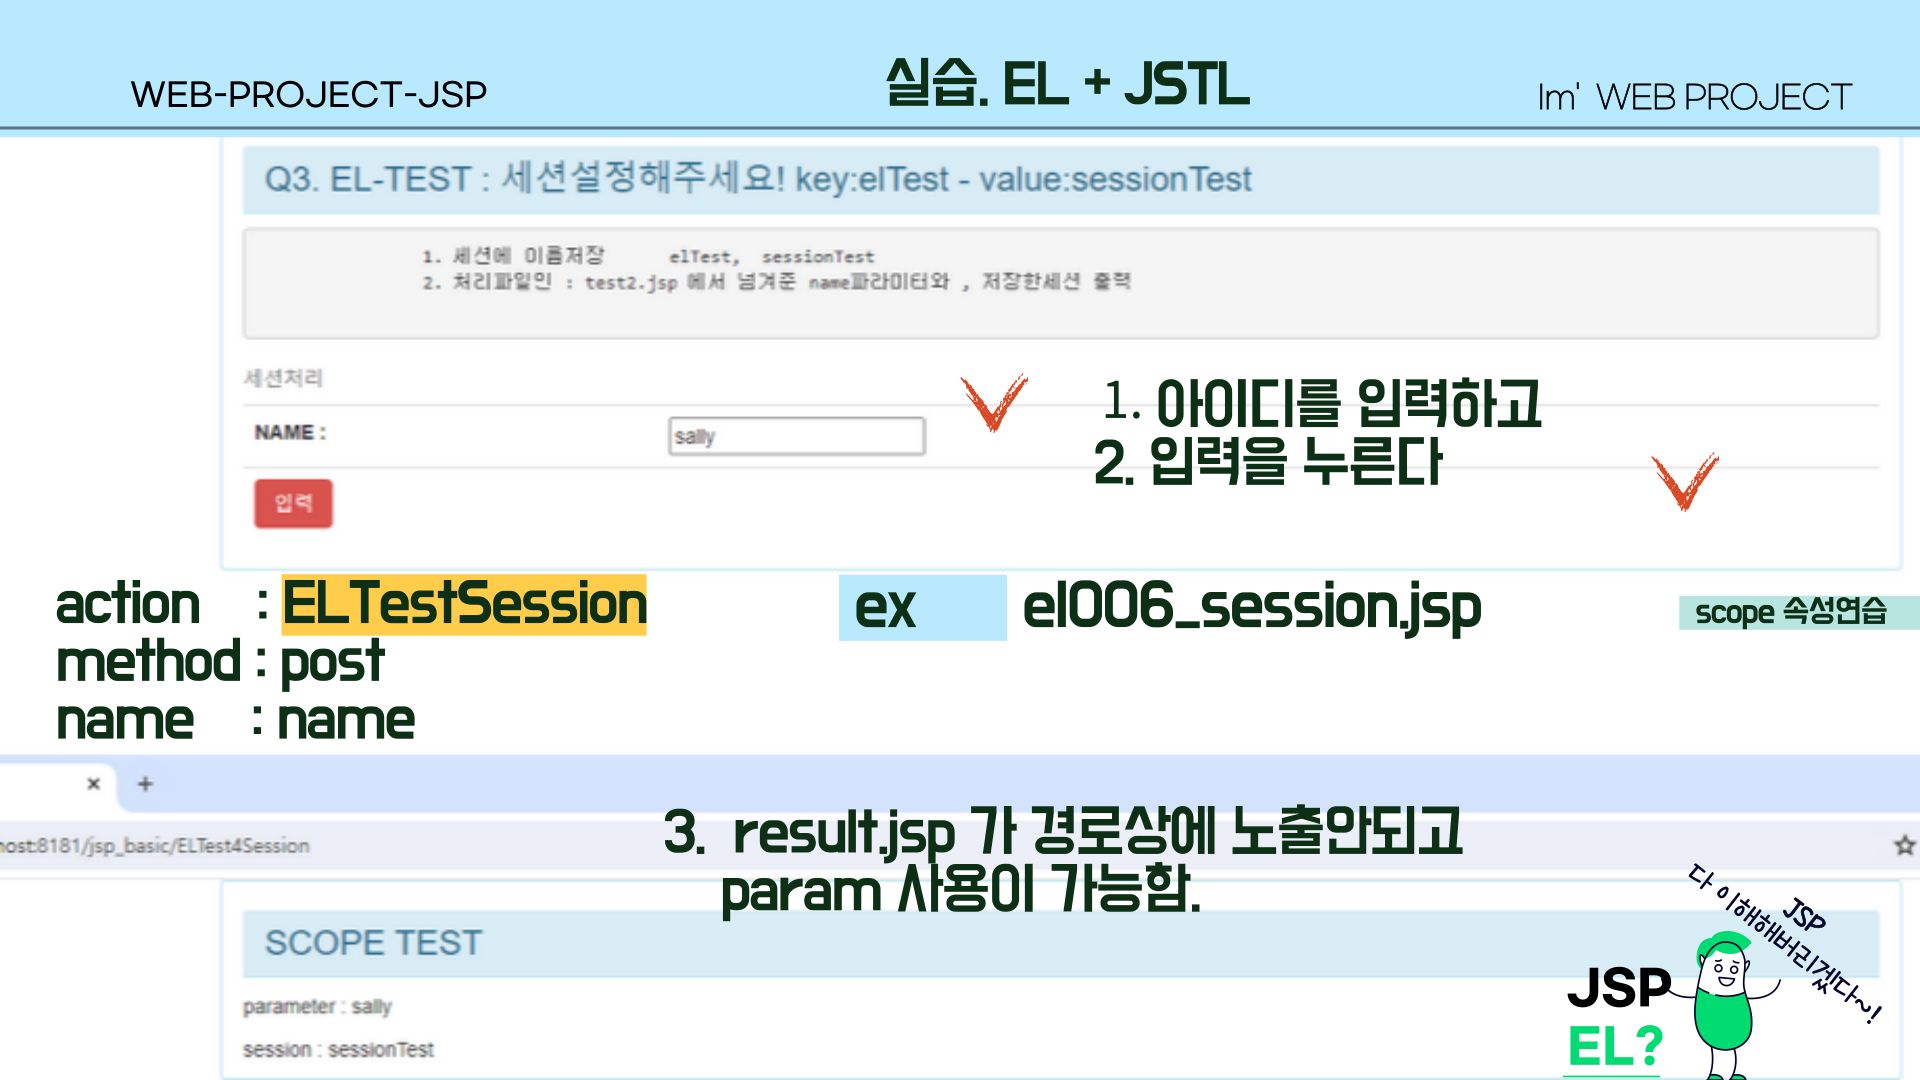 WEB-PROJECT-JSP
실습. EL + JSTL
Im' WEB PROJECT
Q3. EL-TEST : 세션설정해주세요! key:elTest - value:sessionTest
1. 세션에 이름저장 elTest, sessionTest
2. 처리파일인 : test2.jsp 에서 넘겨준 name파라미터와 , 저장한세션 출력
세션처리
NAME :
sally
1. 아이디를 입력하고
2. 입력을 누른다
입력
action : ELTestSession
ex
el006_session.jsp
scope 속성연습
method : post
name : name
× +
host:8181/jsp_basic/ELTest4Session
3. result.jsp 가 경로상에 노출안되고
param 사용이 가능함.
SCOPE TEST
parameter : sally
session : sessionTest
JSP
다 이해해버리겠다~!
JSP
EL?